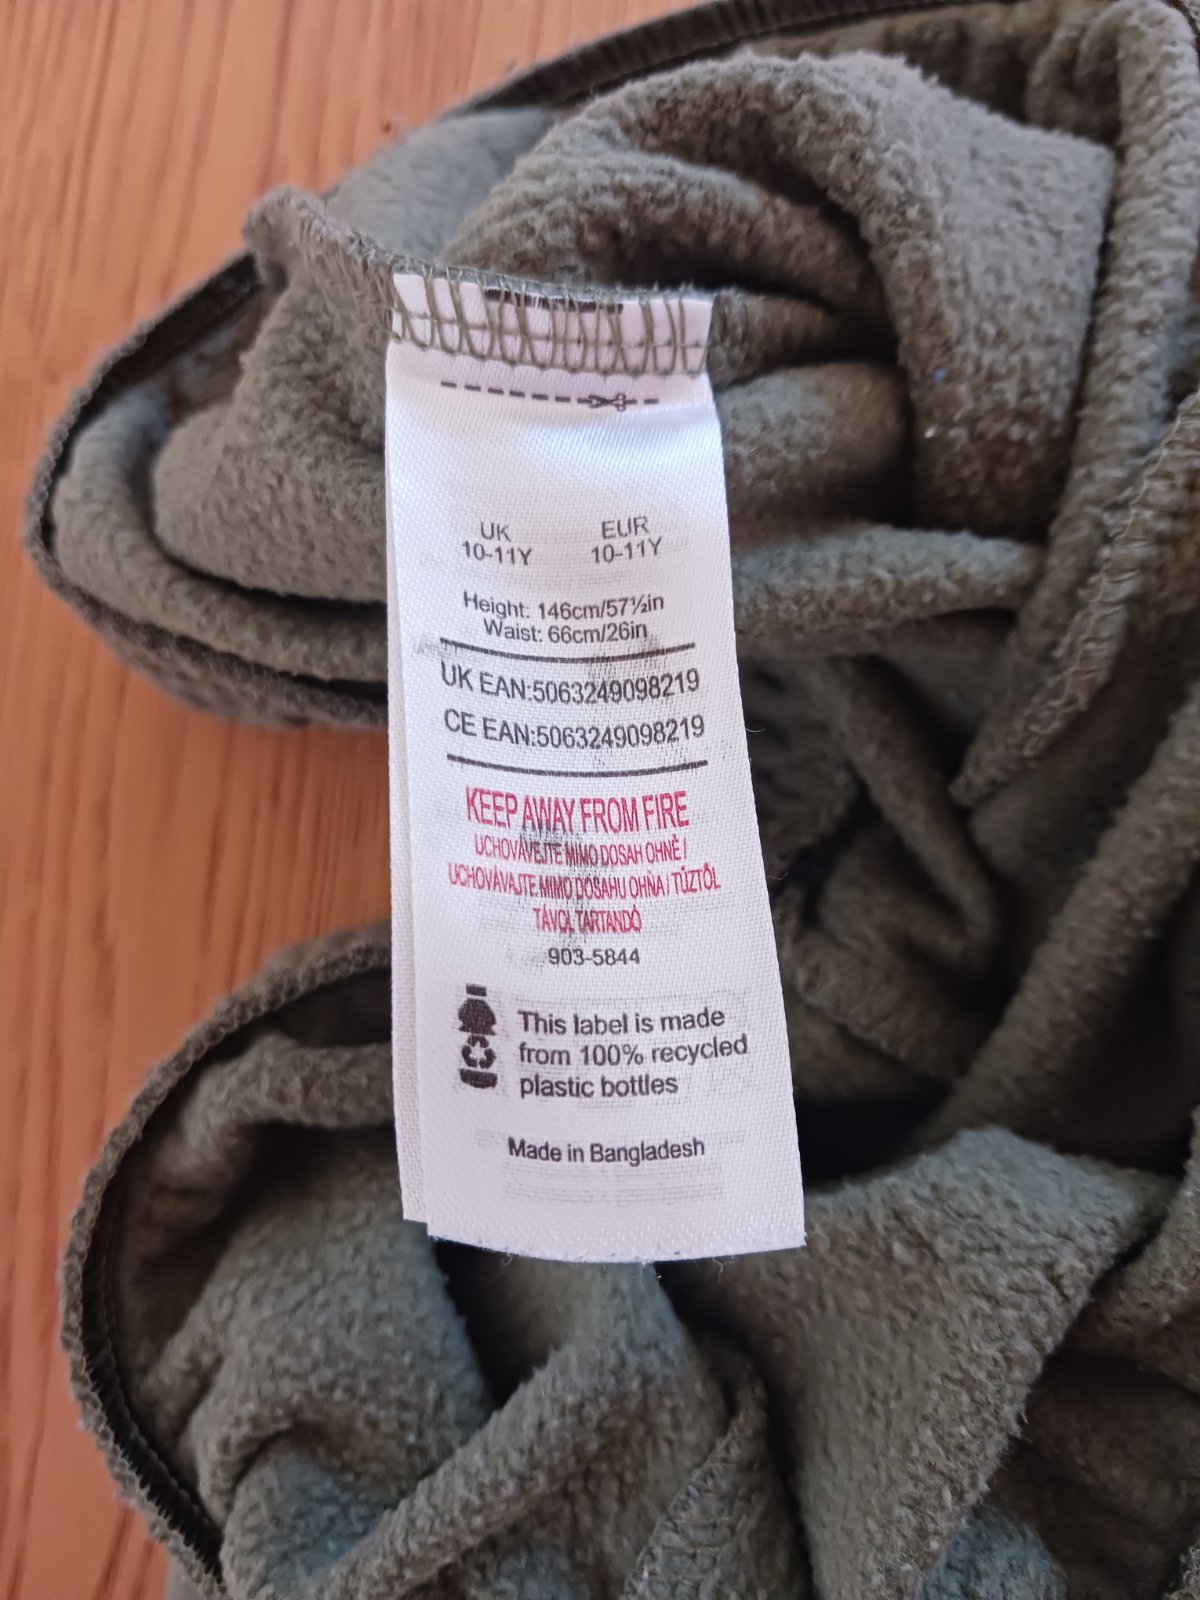 UK EUR
10-11Y 10-11Y
Height: 146cm/57½in
Waist: 66cm/26in
UK EAN:5063249098219
CE EAN:5063249098219
KEEP AWAY FROM FIRE
UCHOVÁVEJTE MIMO DOSAH OHNĚ /
UCHOVÁVAJTE MIMO DOSAHU OHŇA / TŰZTŐL
TÁVOL TARTANDÓ
903-5844
This label is made
from 100% recycled
plastic bottles
Made in Bangladesh